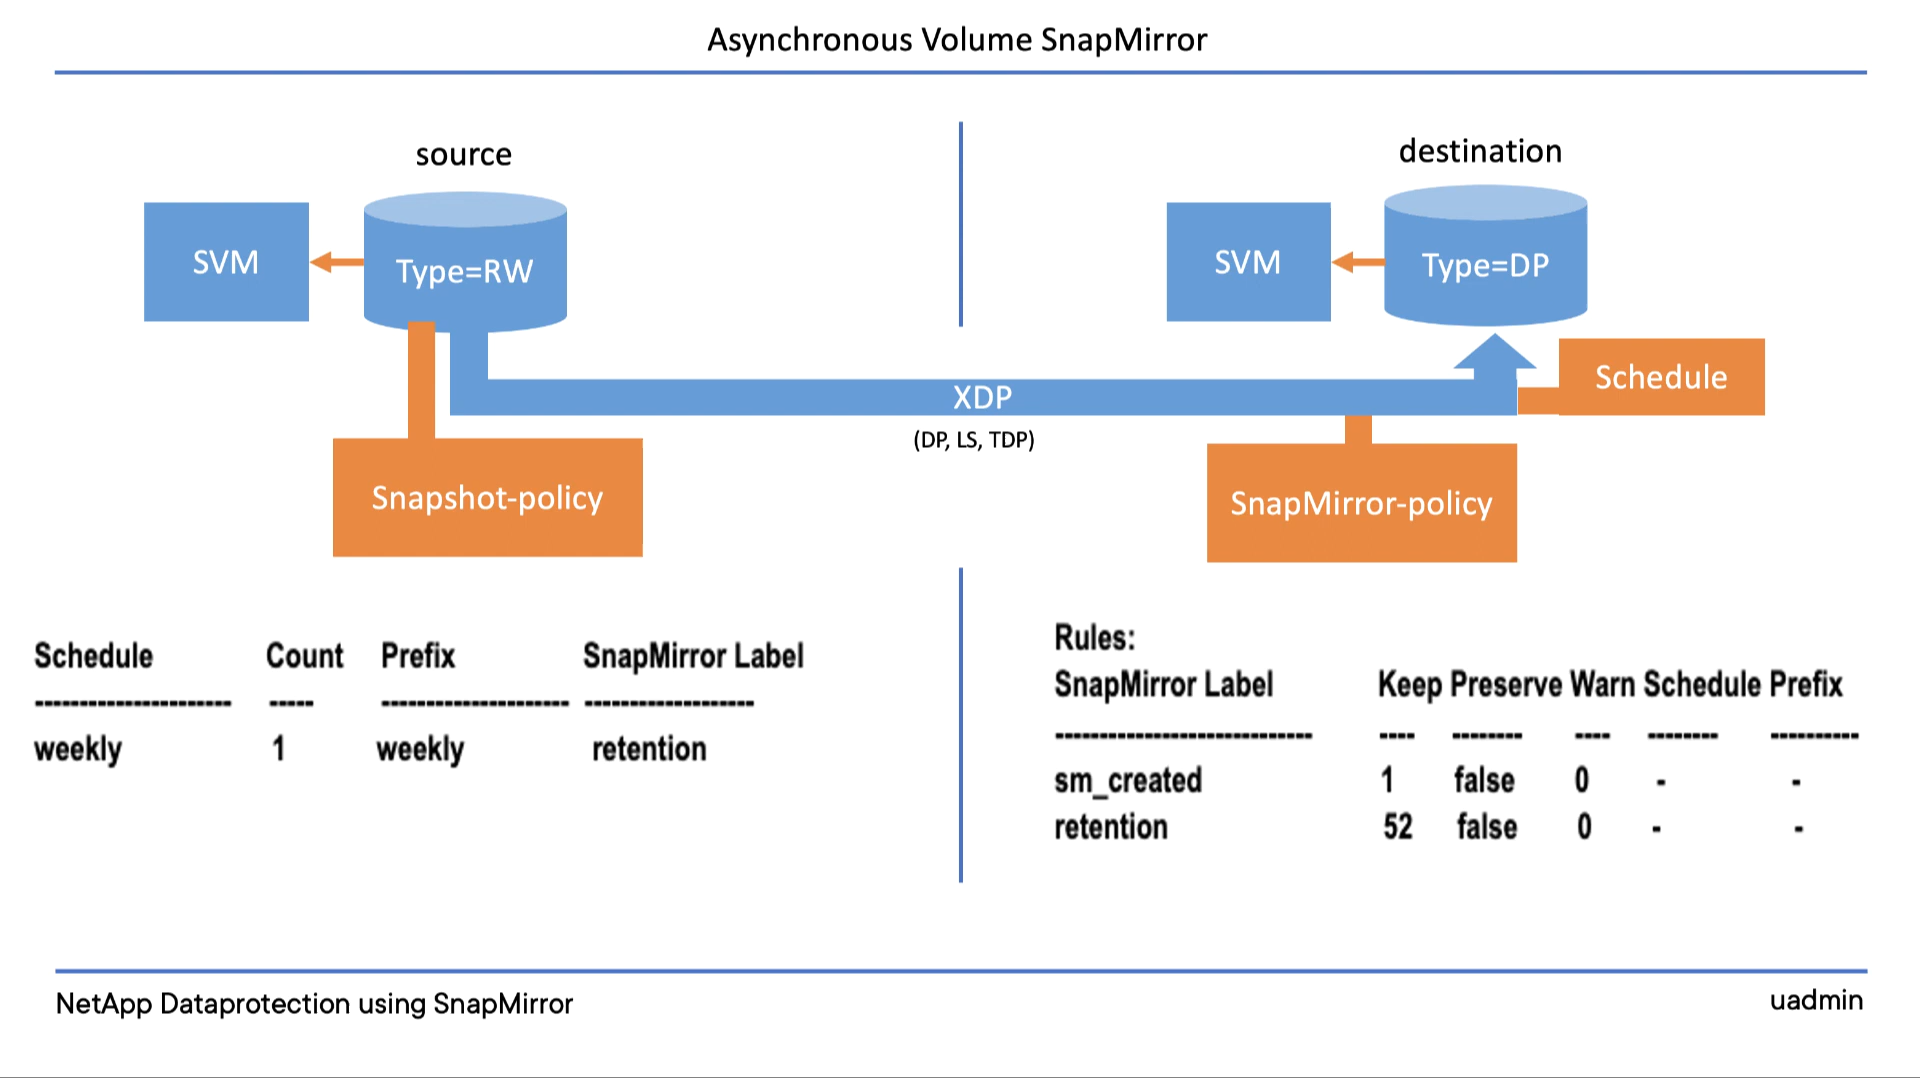 Asynchronous Volume SnapMirror
source
destination
SVM
Type=RW
SVM
Type=DP
Schedule
XDP
(DP, LS, TDP)
Snapshot-policy
SnapMirror-policy
Schedule Count Prefix SnapMirror Label
---------------------- ----- --------------------- -------------------
weekly 1 weekly retention
Rules:
SnapMirror Label Keep Preserve Warn Schedule Prefix
----------------------------- ---- -------- ---- -------- ----------
sm_created 1 false 0 - -
retention 52 false 0 - -
NetApp Dataprotection using SnapMirror
uadmin